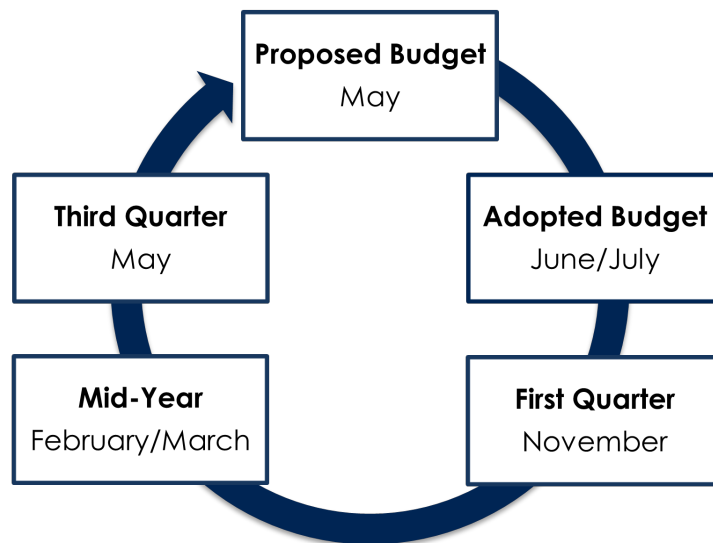 Proposed Budget
May
Adopted Budget
June/July
First Quarter
November
Mid-Year
February/March
Third Quarter
May